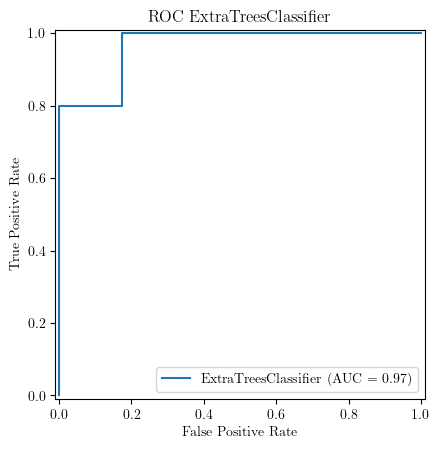 ROC ExtraTreesClassifier
1.0
0.8
0.6
0.4
0.2
0.0
True Positive Rate
ExtraTreesClassifier (AUC = 0.97)
0.0 0.2 0.4 0.6 0.8 1.0
False Positive Rate